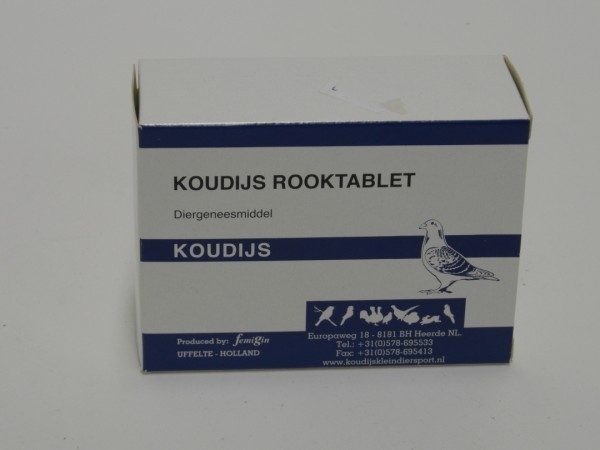 KOUDIJS ROOKTABLET
Diergeneesmiddel
KOUDIJS
Europaweg 18 - 8181 BH Heerde NL.
Tel.: +31(0)578-695533
Fax: +31(0)578-695413
www.koudijskleindiersport.nl
Produced by: femigin
UFFELTE - HOLLAND